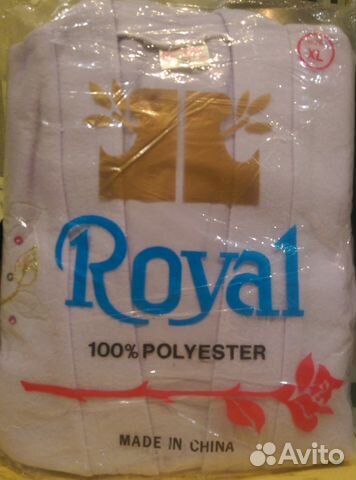 XL
Royal
100% POLYESTER
MADE IN CHINA
Avito